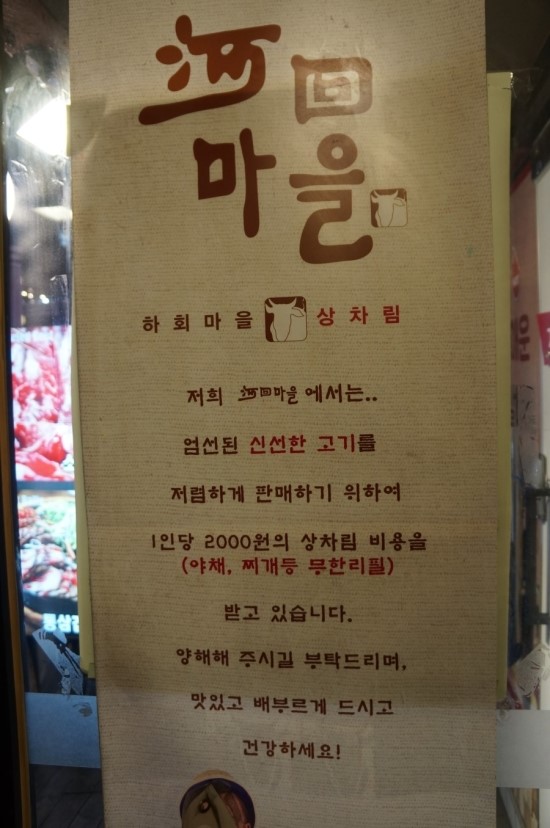 河回
마을
하회마을 상차림
저희 河回마을에서는..
엄선된 신선한 고기를
저렴하게 판매하기 위하여
1인당 2000원의 상차림 비용을
(야채, 찌개등 무한리필)
받고 있습니다.
양해해 주시길 부탁드리며,
맛있고 배부르게 드시고
건강하세요!